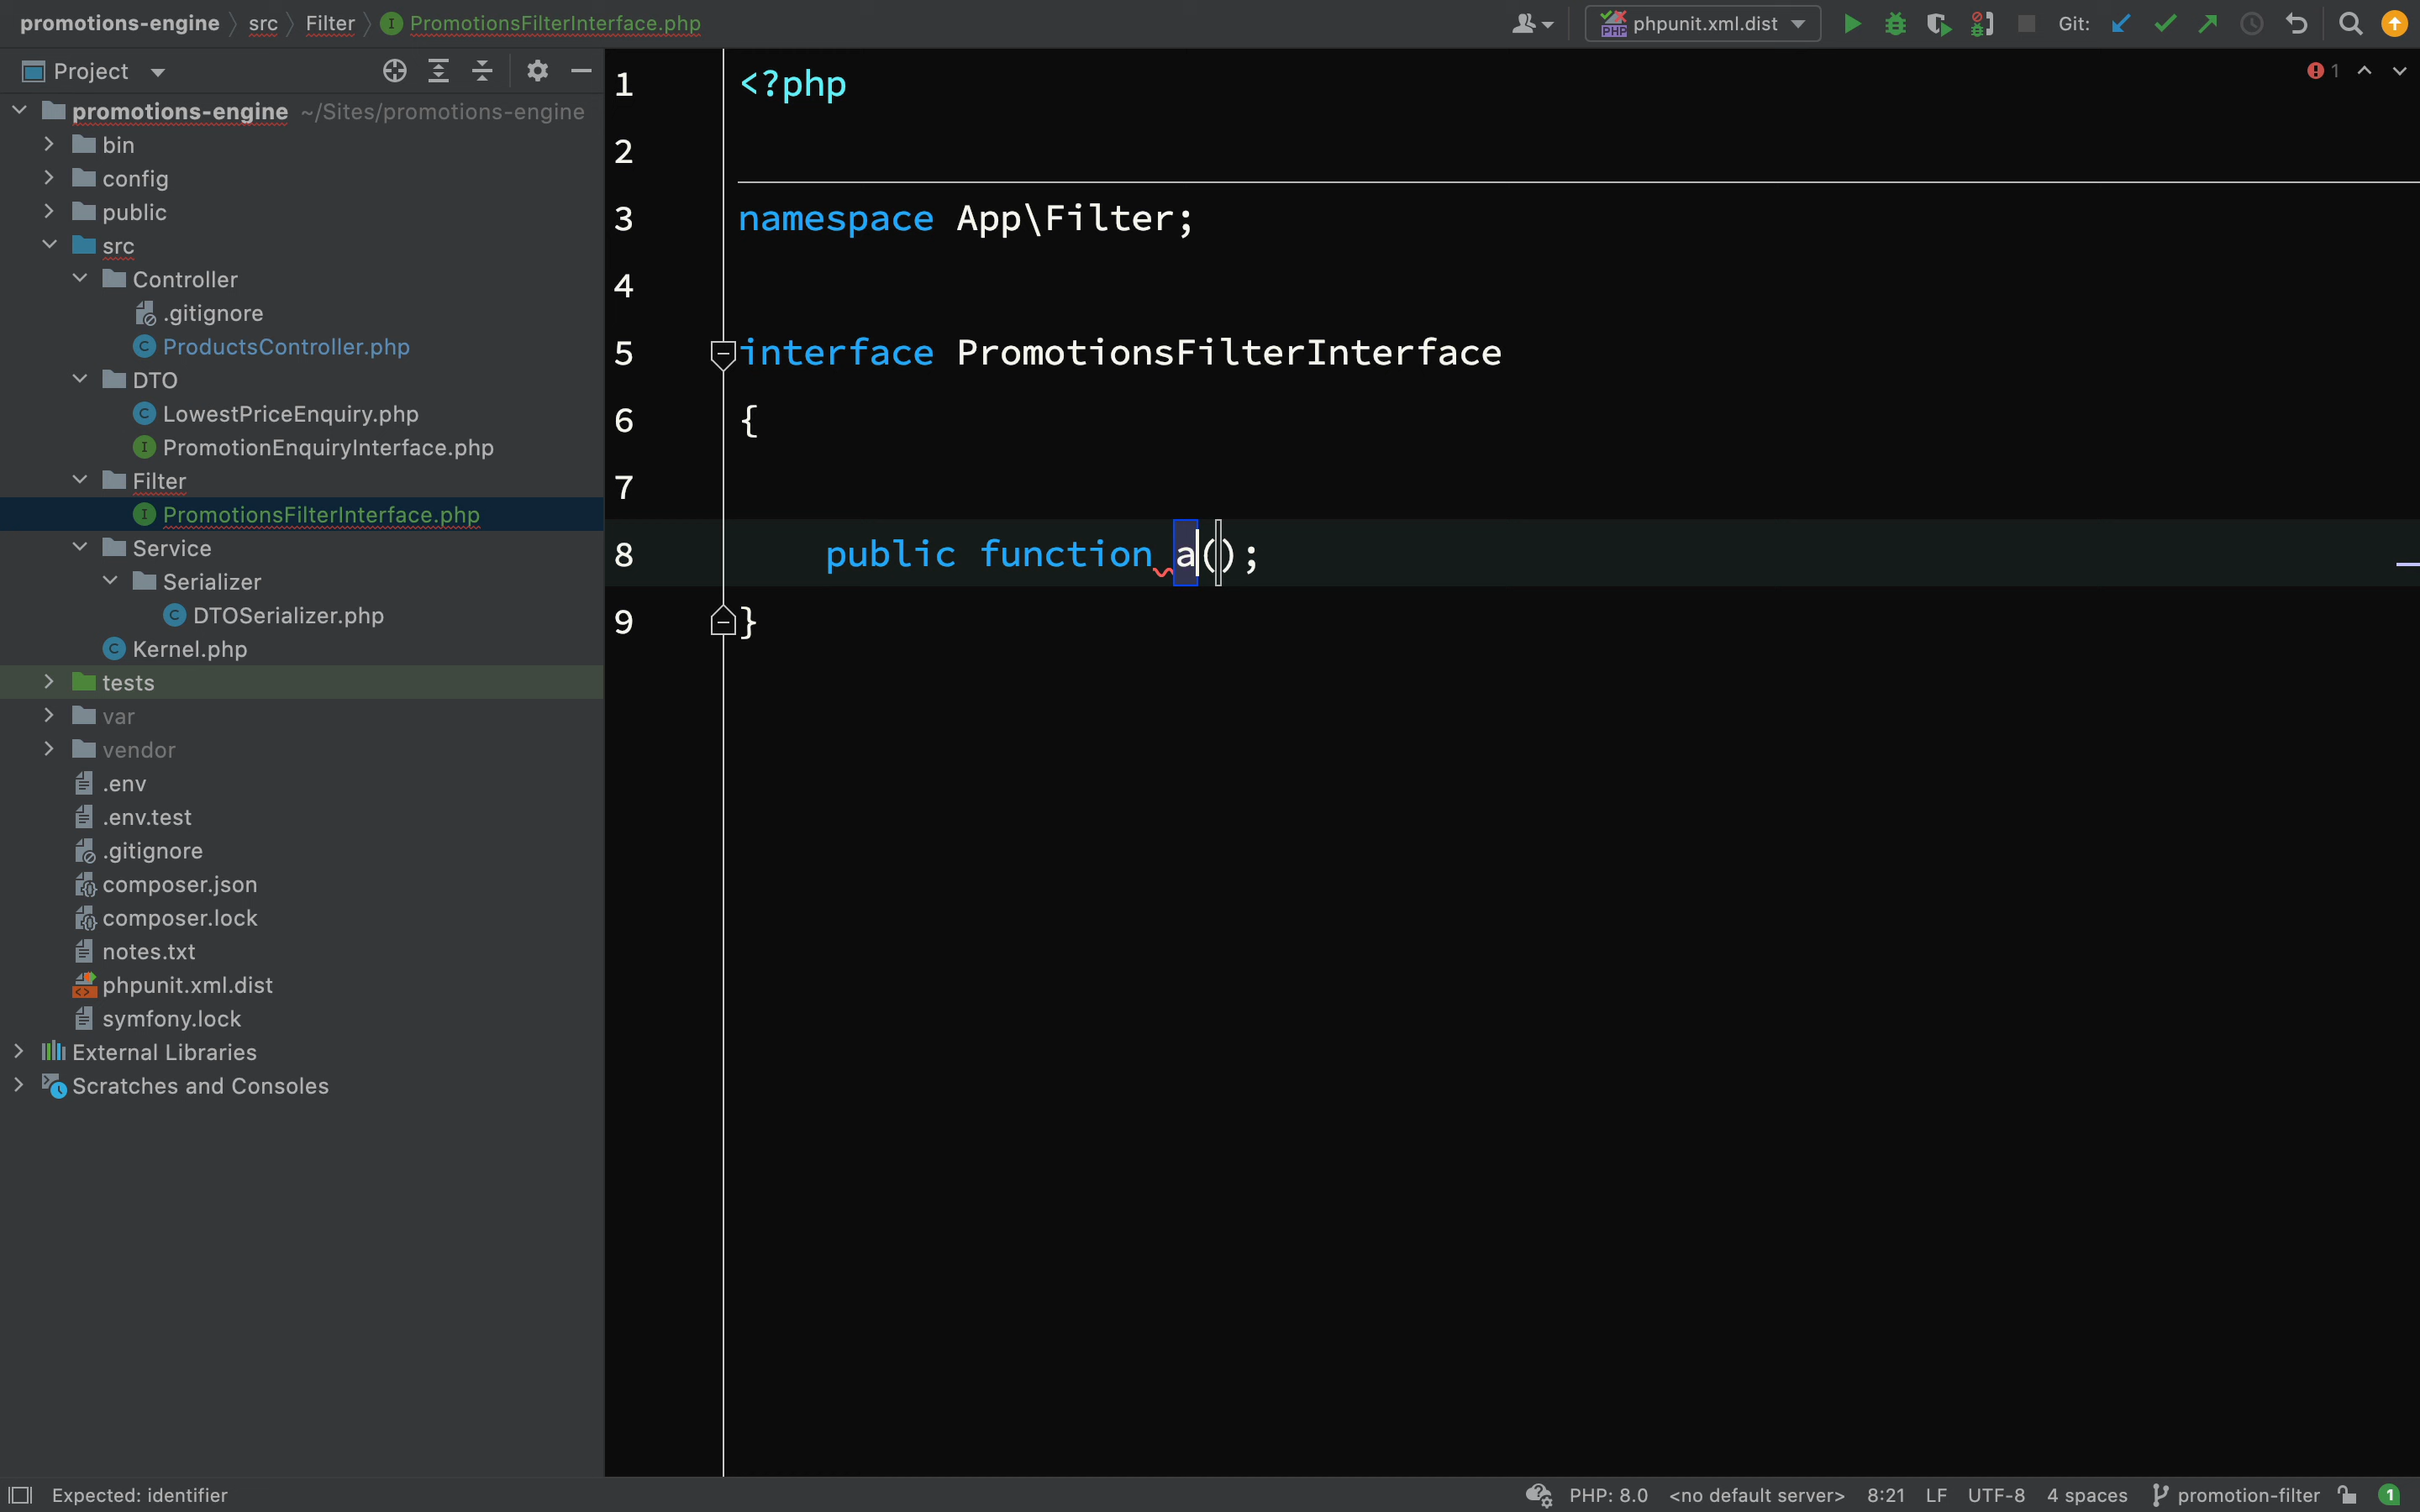 promotions-engine src Filter PromotionsFilterInterface.php phpunit.xml.dist Git:
Project
promotions-engine ~/Sites/promotions-engine
bin
config
public
src
Controller
.gitignore
ProductsController.php
DTO
LowestPriceEnquiry.php
PromotionEnquiryInterface.php
Filter
PromotionsFilterInterface.php
Service
Serializer
DTOSerializer.php
Kernel.php
tests
var
vendor
.env
.env.test
.gitignore
composer.json
composer.lock
notes.txt
phpunit.xml.dist
symfony.lock
External Libraries
Scratches and Consoles
1 <?php
1
2
3 namespace App\Filter;
4
5 interface PromotionsFilterInterface
6 {
7
8 public function a();
9 }
Expected: identifier PHP: 8.0 <no default server> 8:21 LF UTF-8 4 spaces promotion-filter 1